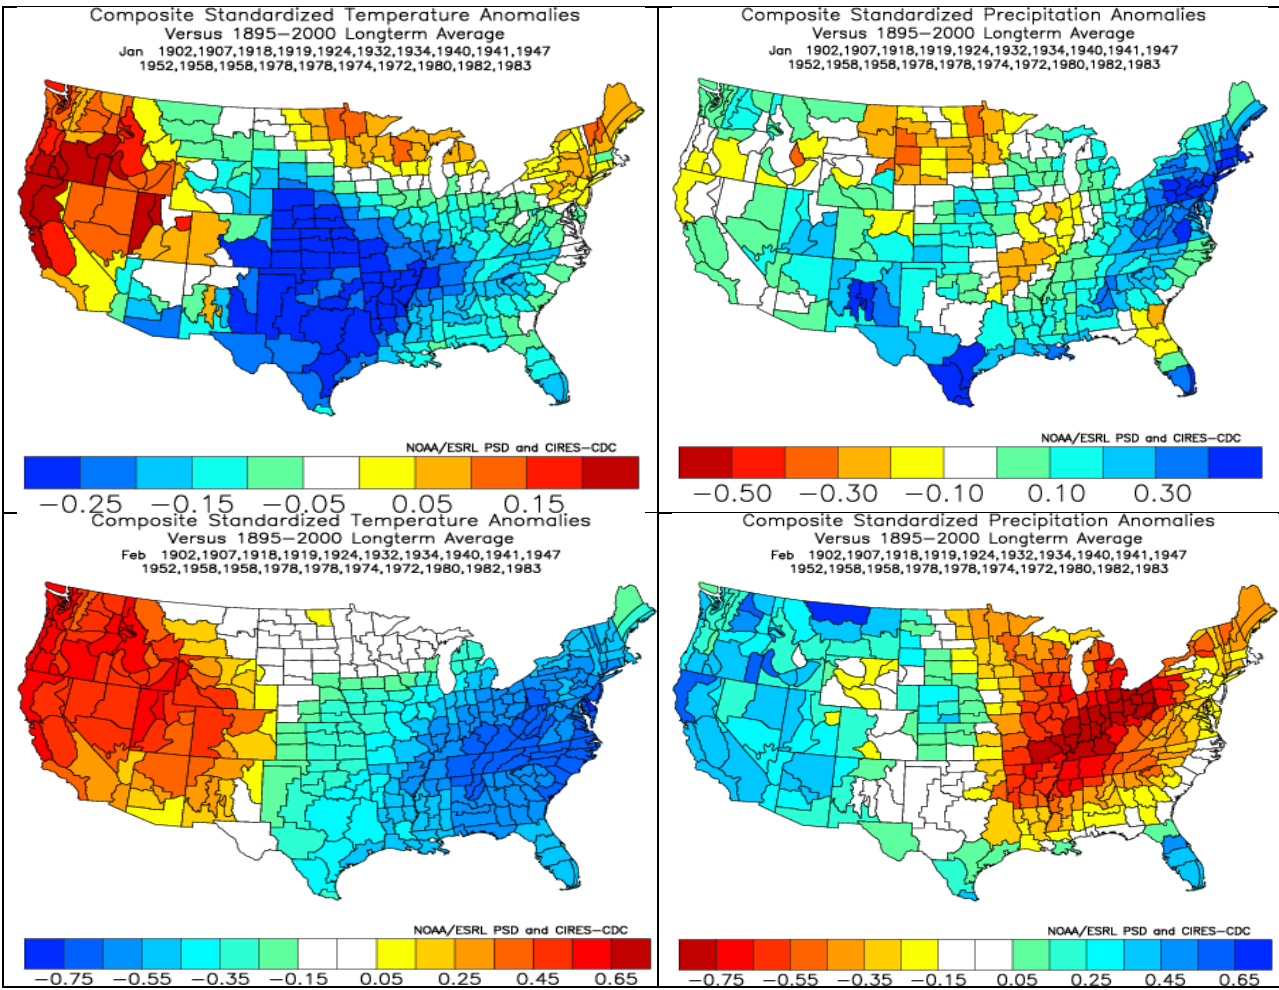 Composite Standardized Temperature Anomalies
Versus 1895-2000 Longterm Average
Jan 1902,1907,1918,1919,1924,1932,1934,1940,1941,1947
1952,1958,1958,1978,1978,1974,1972,1980,1982,1983
NOAA/ESRL PSD and CIRES-CDC
-0.25 -0.15 -0.05 0.05 0.15
Composite Standardized Precipitation Anomalies
Versus 1895-2000 Longterm Average
Jan 1902,1907,1918,1919,1924,1932,1934,1940,1941,1947
1952,1958,1958,1978,1978,1974,1972,1980,1982,1983
NOAA/ESRL PSD and CIRES-CDC
-0.50 -0.30 -0.10 0.10 0.30
Composite Standardized Temperature Anomalies
Versus 1895-2000 Longterm Average
Feb 1902,1907,1918,1919,1924,1932,1934,1940,1941,1947
1952,1958,1958,1978,1978,1974,1972,1980,1982,1983
NOAA/ESRL PSD and CIRES-CDC
-0.75 -0.55 -0.35 -0.15 0.05 0.25 0.45 0.65
Composite Standardized Precipitation Anomalies
Versus 1895-2000 Longterm Average
Feb 1902,1907,1918,1919,1924,1932,1934,1940,1941,1947
1952,1958,1958,1978,1978,1974,1972,1980,1982,1983
NOAA/ESRL PSD and CIRES-CDC
-0.75 -0.55 -0.35 -0.15 0.05 0.25 0.45 0.65